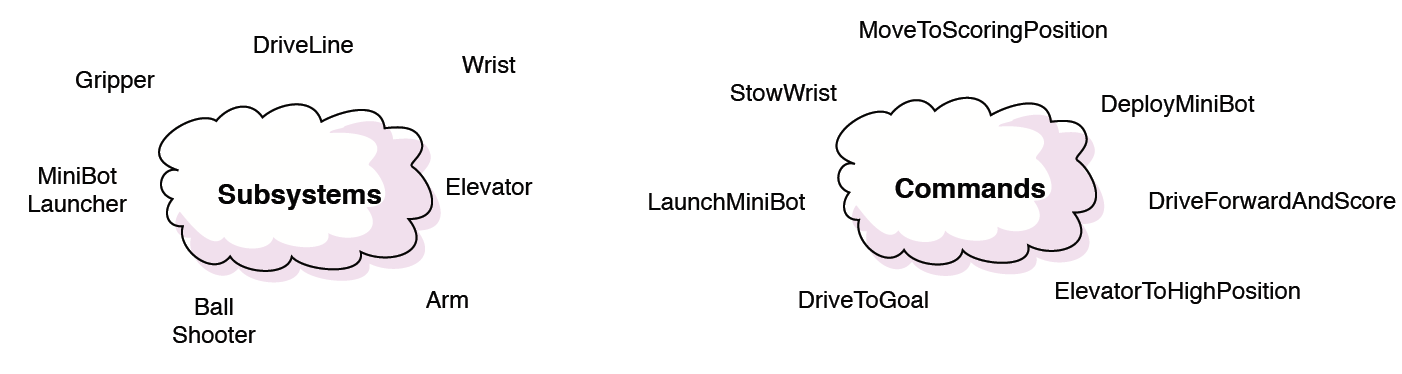 DriveLine
Wrist
Gripper
Subsystems
MiniBot
Launcher
Elevator
Arm
Ball
Shooter
MoveToScoringPosition
StowWrist
DeployMiniBot
Commands
LaunchMiniBot
DriveForwardAndScore
DriveToGoal
ElevatorToHighPosition